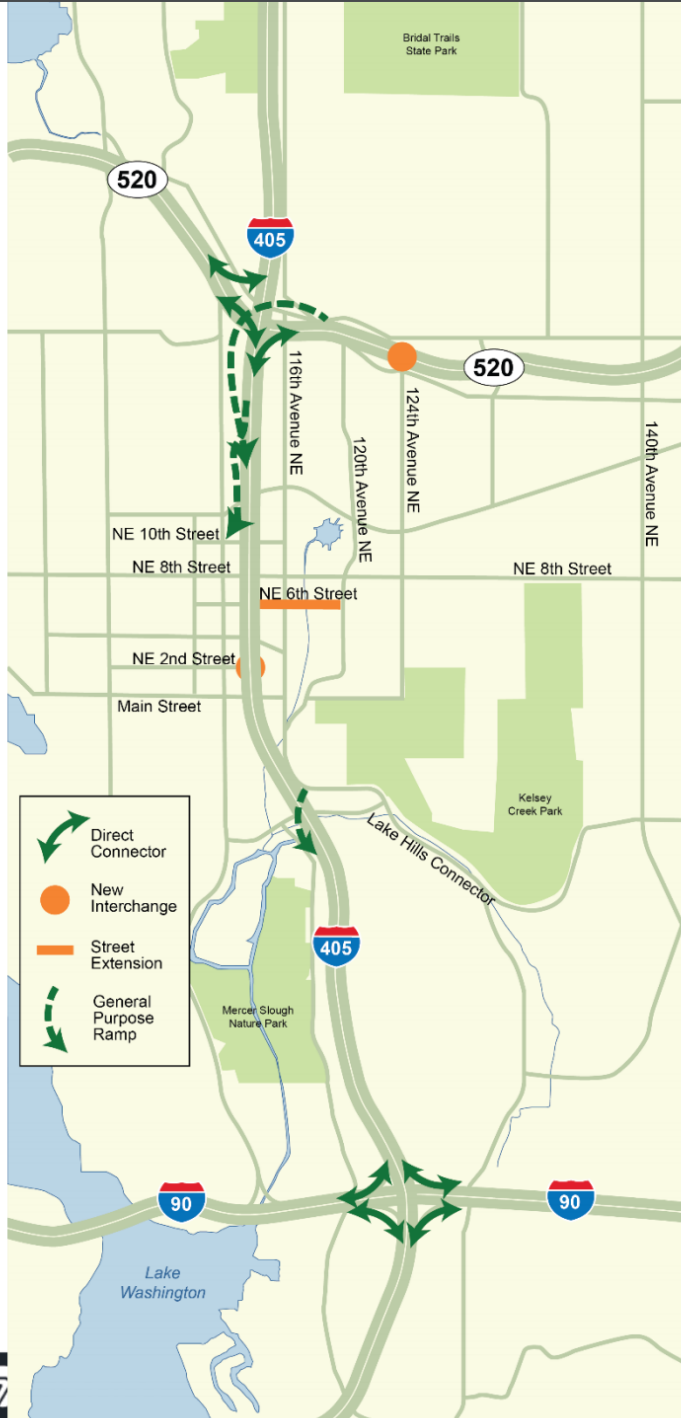 Bridal Trails
State Park
520
405
520
116th Avenue NE
124th Avenue NE
120th Avenue NE
140th Avenue NE
NE 10th Street
NE 8th Street
NE 8th Street
NE 6th Street
NE 2nd Street
Main Street
Kelsey
Creek Park
Lake Hills Connector
Direct
Connector
New
Interchange
Street
Extension
General
Purpose
Ramp
405
Mercer Slough
Nature Park
90
90
Lake
Washington